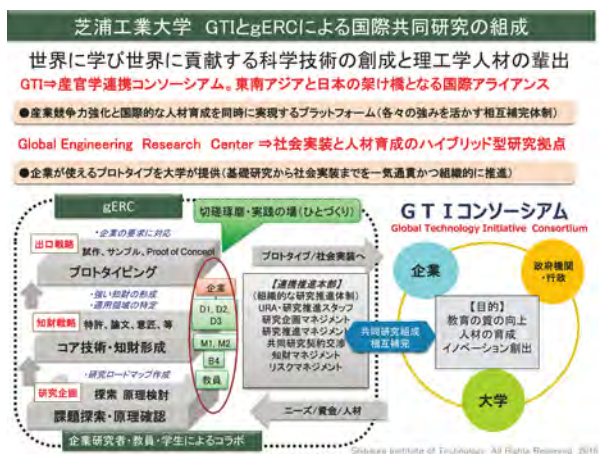 芝浦工業大学 GTIとgERCによる国際共同研究の組成
世界に学び世界に貢献する科学技術の創成と理工学人材の輩出
GTI⇒産官学連携コンソーシアム。東南アジアと日本の架け橋となる国際アライアンス
●産業競争力強化と国際的な人材育成を同時に実現するプラットフォーム(各々の強みを活かす相互補完体制)
Global Engineering Research Center ⇒社会実装と人材育成のハイブリッド型研究拠点
●企業が使えるプロトタイプを大学が提供(基礎研究から社会実装までを一気通貫かつ組織的に推進)
gERC
切磋琢磨・実践の場(ひとづくり)
・企業の要求に対応
出口戦略
試作、サンプル、Proof of Concept
プロトタイピング
・強い知財の形成
・適用領域の特定
知財戦略
特許、論文、意匠、等
コア技術・知財形成
・研究ロードマップ作成
研究企画
探索 原理検討
課題探索・原理確認
企業
D1, D2,
D3
M1, M2
B4
教員
企業研究者・教員・学生によるコラボ
プロトタイプ/社会実装へ
【連携推進本部】
(組織的な研究推進体制)
URA・研究推進スタッフ
研究企画マネジメント
研究推進マネジメント
共同研究契約交渉
知財マネジメント
リスクマネジメント
ニーズ/資金/人材
共同研究組成
相互補完
GTIコンソーシアム
Global Technology Initiative Consortium
企業
政府機関
・行政
【目的】
教育の質の向上
人材の育成
イノベーション創出
大学
Shibaura Institute of Technology. All Rights Reserved. 2016